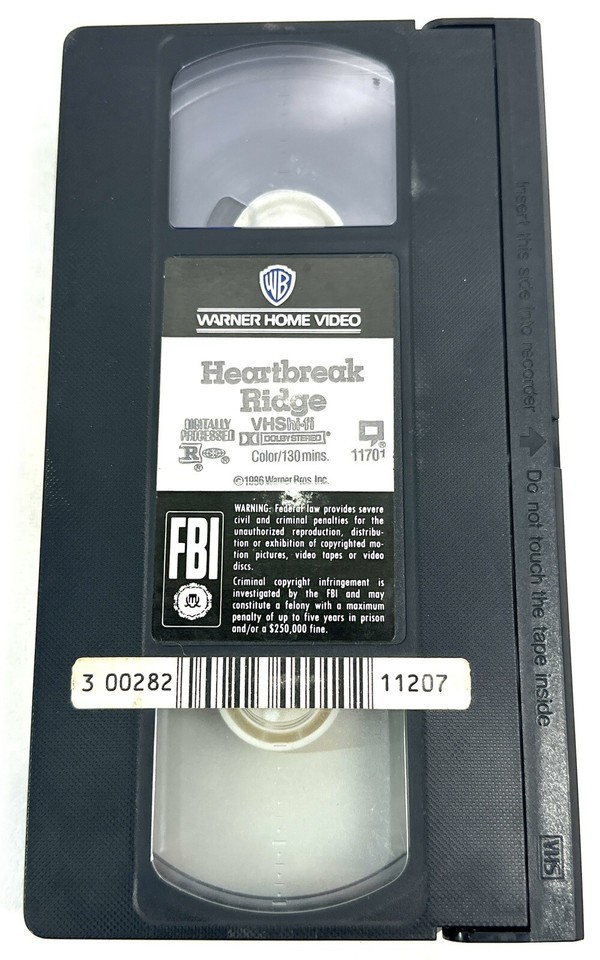 WB
WARNER HOME VIDEO
Heartbreak
Ridge
DIGITALLY
PROCESSED
VHS hi-fi
DOLBY STEREO®
R
®
®
Color/130 mins.
®
11701
©1986 Warner Bros. Inc.
FBI
WARNING: Federal law provides severe
civil and criminal penalties for the
unauthorized reproduction, distribu-
tion or exhibition of copyrighted mo-
tion pictures, video tapes or video
discs.
Criminal copyright infringement is
investigated by the FBI and may
constitute a felony with a maximum
penalty of up to five years in prison
and/or a $250,000 fine.
3 00282 11207
Insert this side into recorder
Do not touch the tape inside
VHS